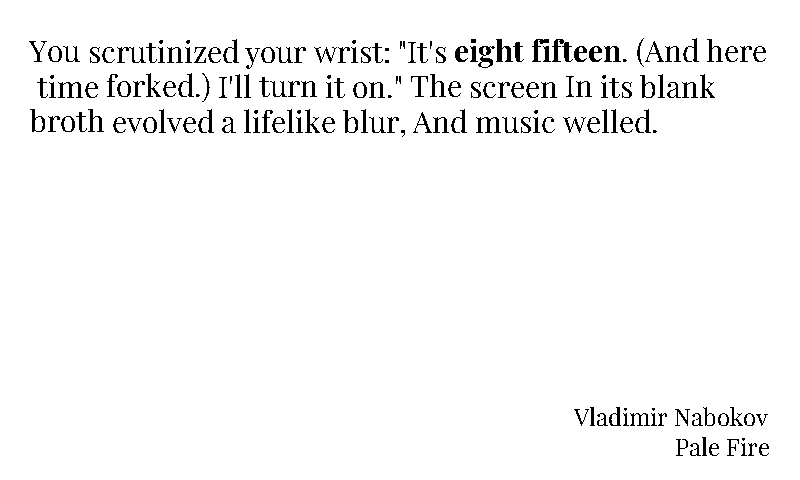 You scrutinized your wrist: "It's eight fifteen. (And here
time forked.) I'll turn it on." The screen In its blank
broth evolved a lifelike blur, And music welled.
Vladimir Nabokov
Pale Fire